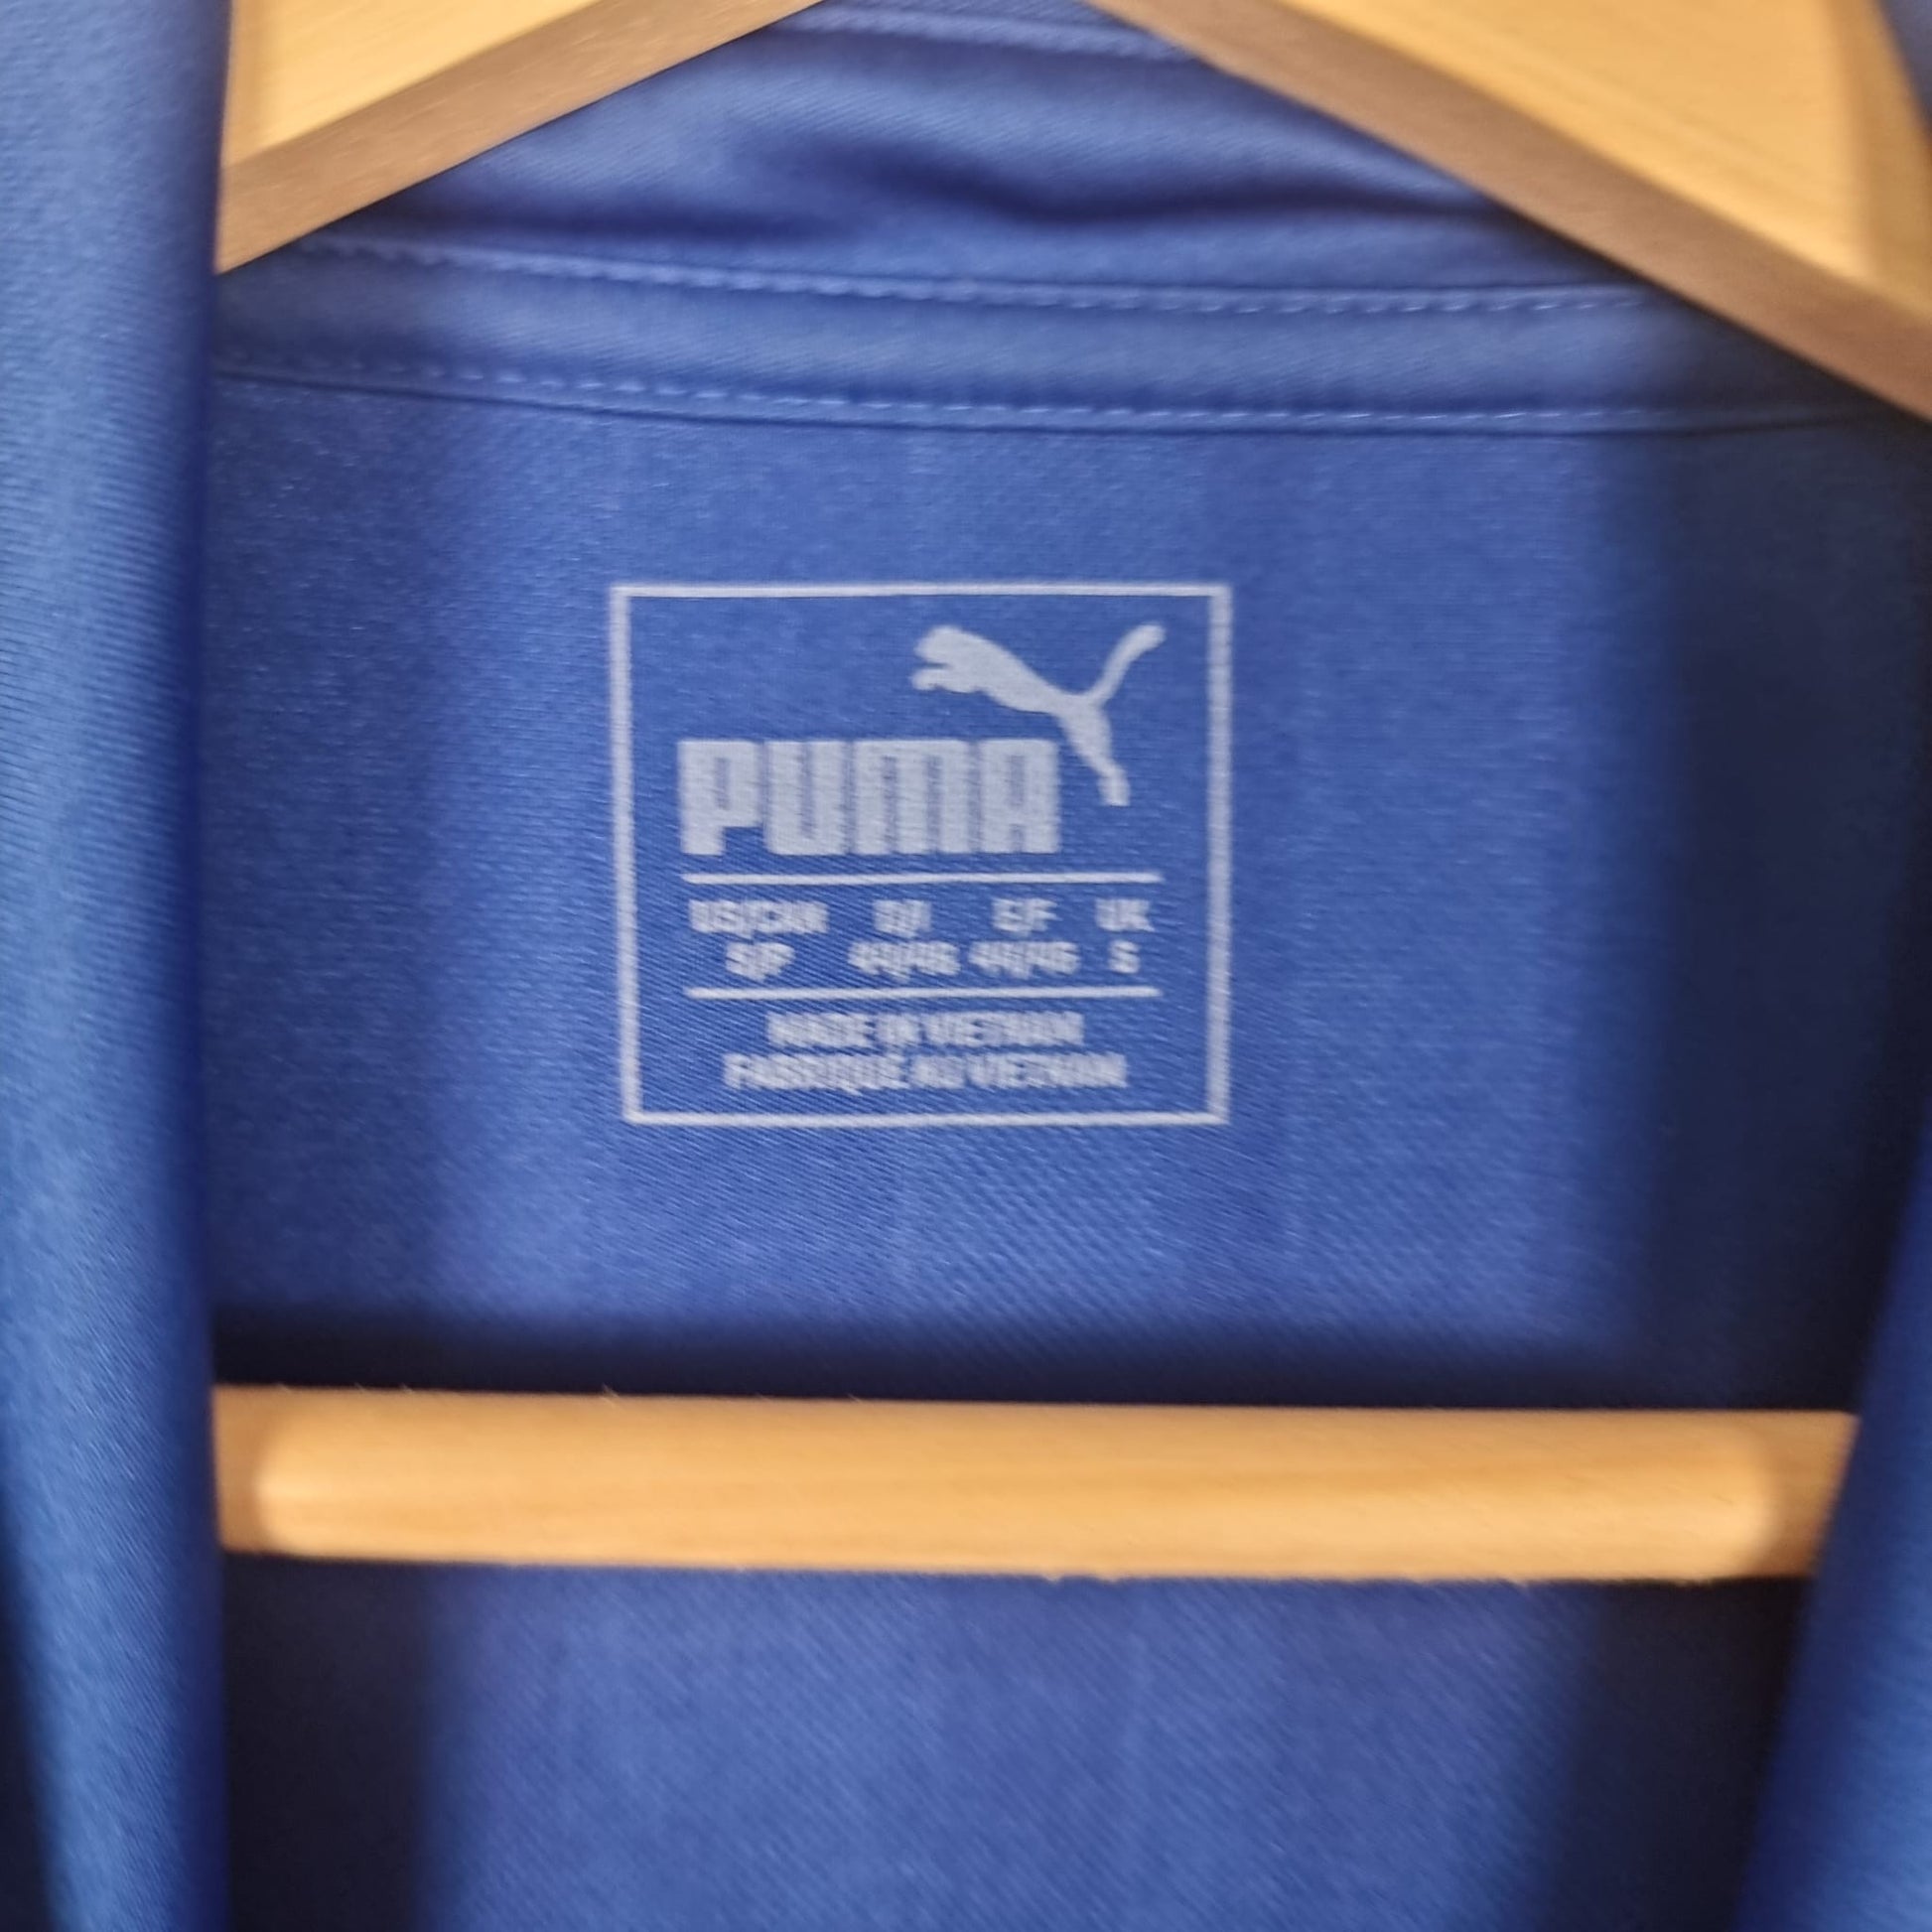 PUMA
US/CAN D/I E/F UK
S/P 44/46 44/46 S
MADE IN VIETNAM
FABRIQUÉ AU VIETNAM